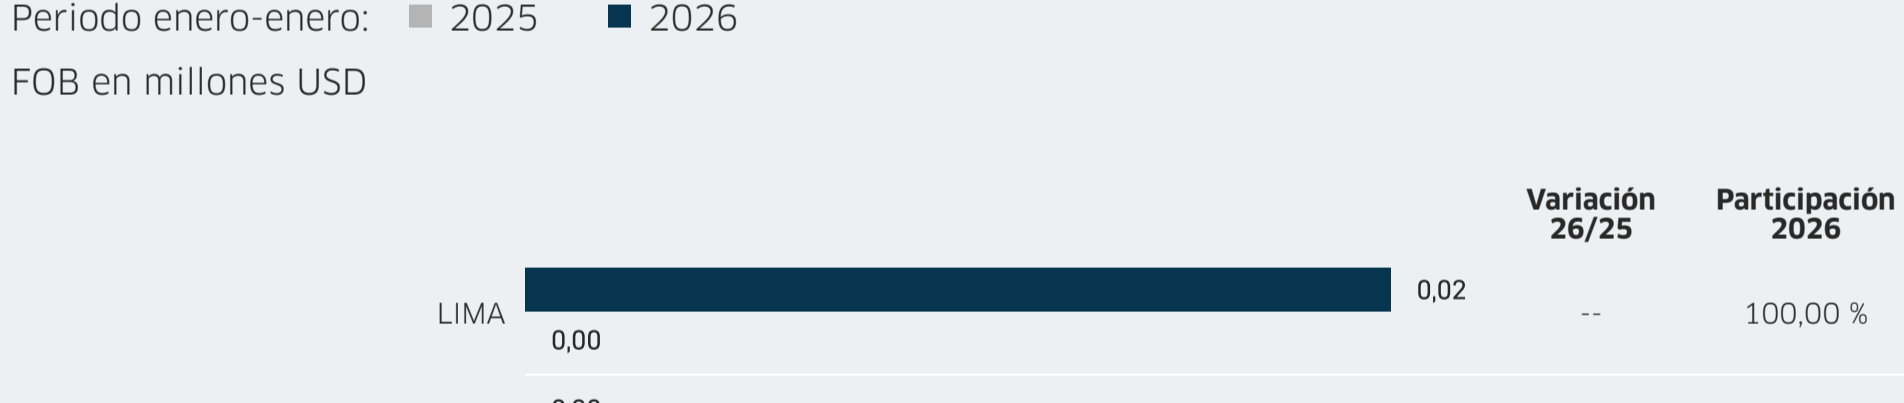 Periodo enero-enero: 2025 2026
FOB en millones USD
Variación 26/25
Participación 2026
LIMA 0,02 -- 100,00 %
0,00